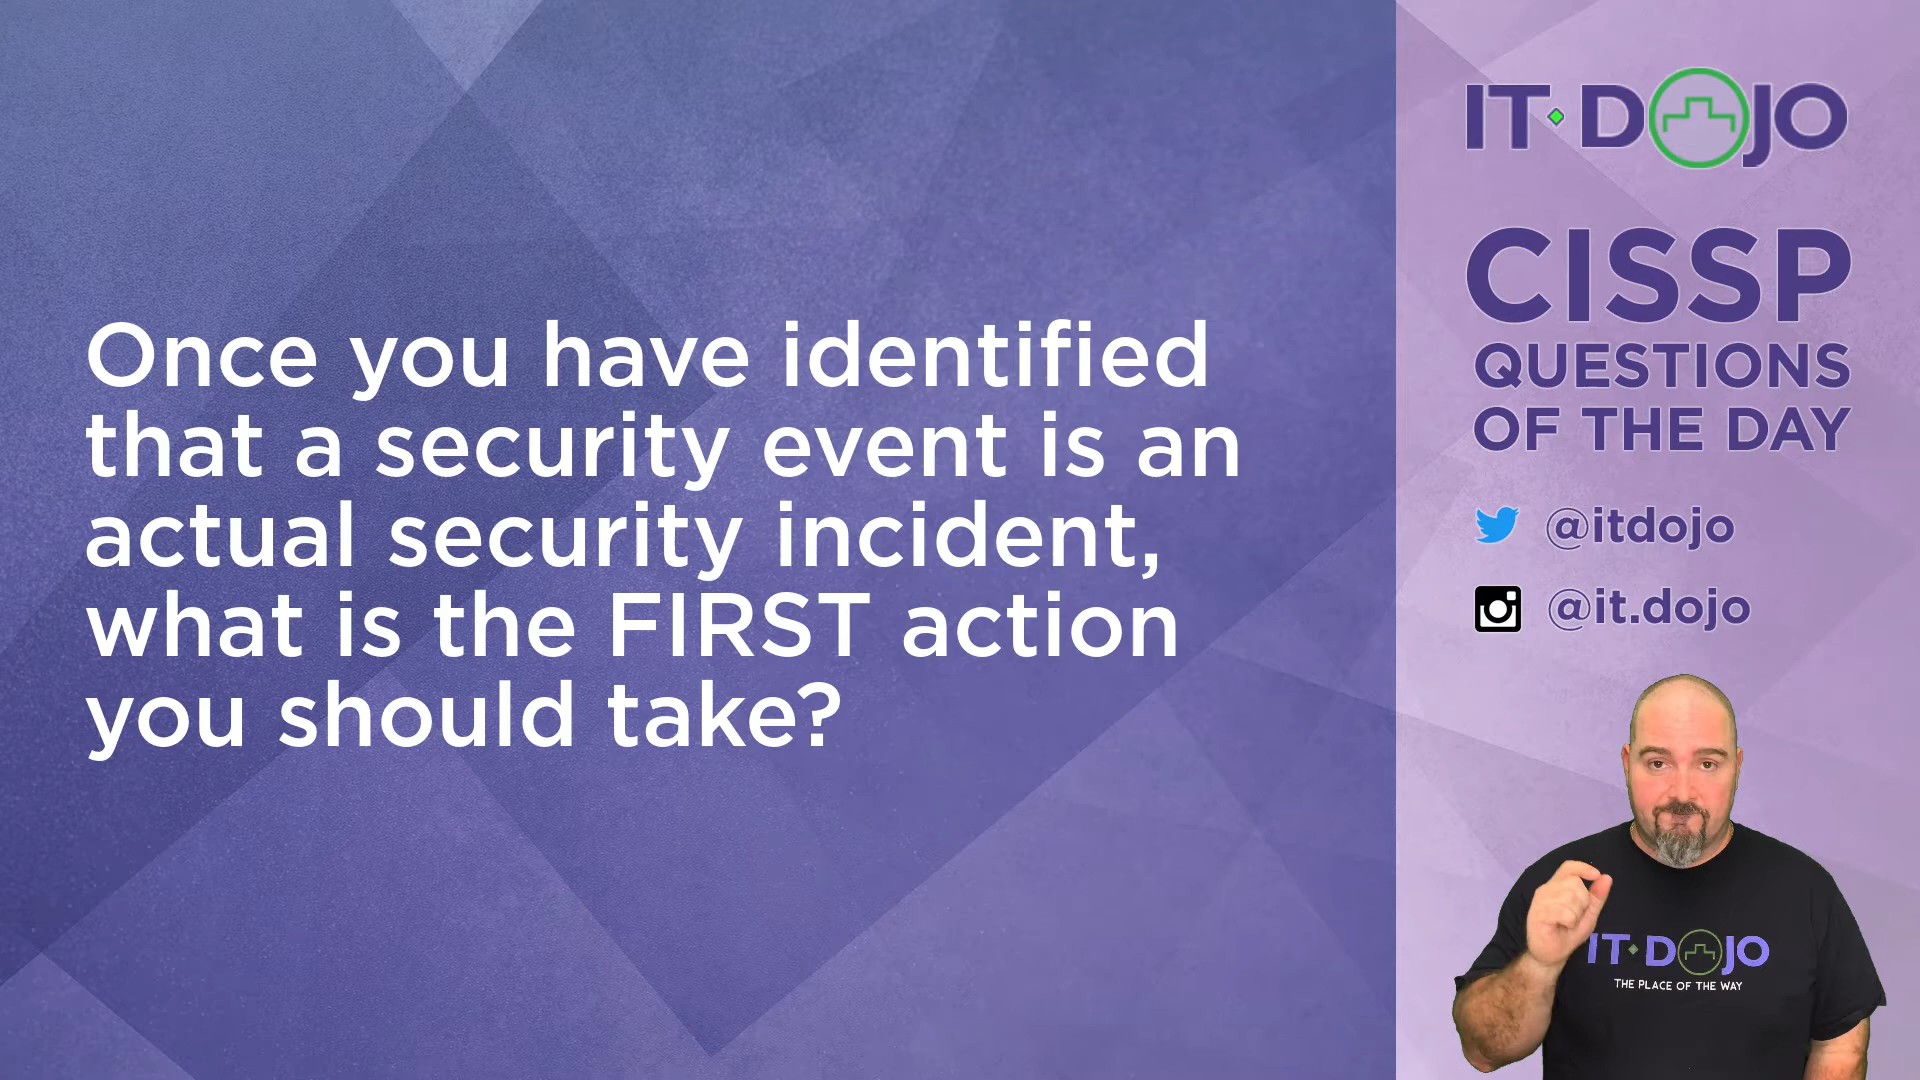 Once you have identified
that a security event is an
actual security incident,
what is the FIRST action
you should take?
IT DOJO
CISSP
QUESTIONS
OF THE DAY
@itdojo
@it.dojo
IT DOJO
THE PLACE OF THE WAY